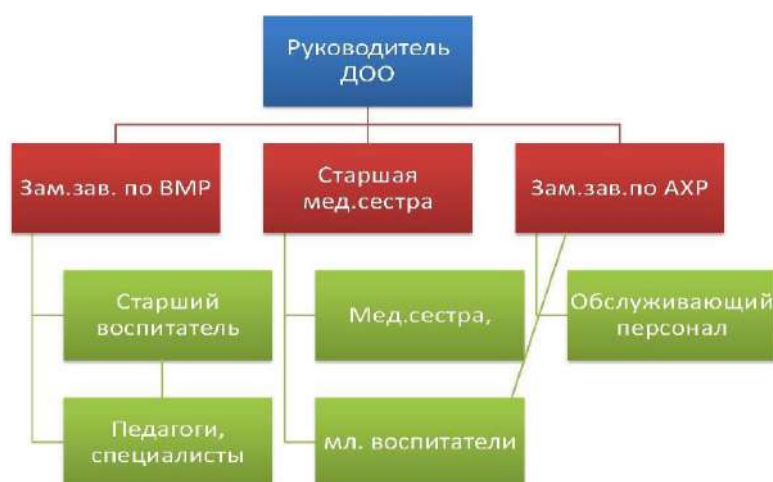 Руководитель
ДОО
Зам.зав. по ВМР
Старшая
мед.сестра
Зам.зав.по АХР
Старший
воспитатель
Мед.сестра,
Обслуживающий
персонал
Педагоги,
специалисты
мл. воспитатели